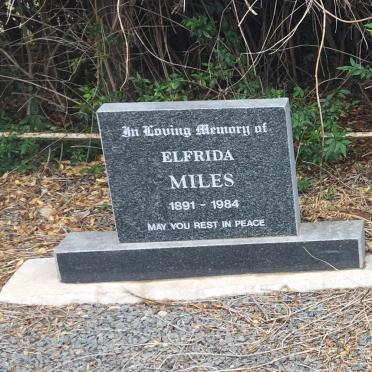 In Loving Memory of
ELFRIDA
MILES
1891 - 1984
MAY YOU REST IN PEACE